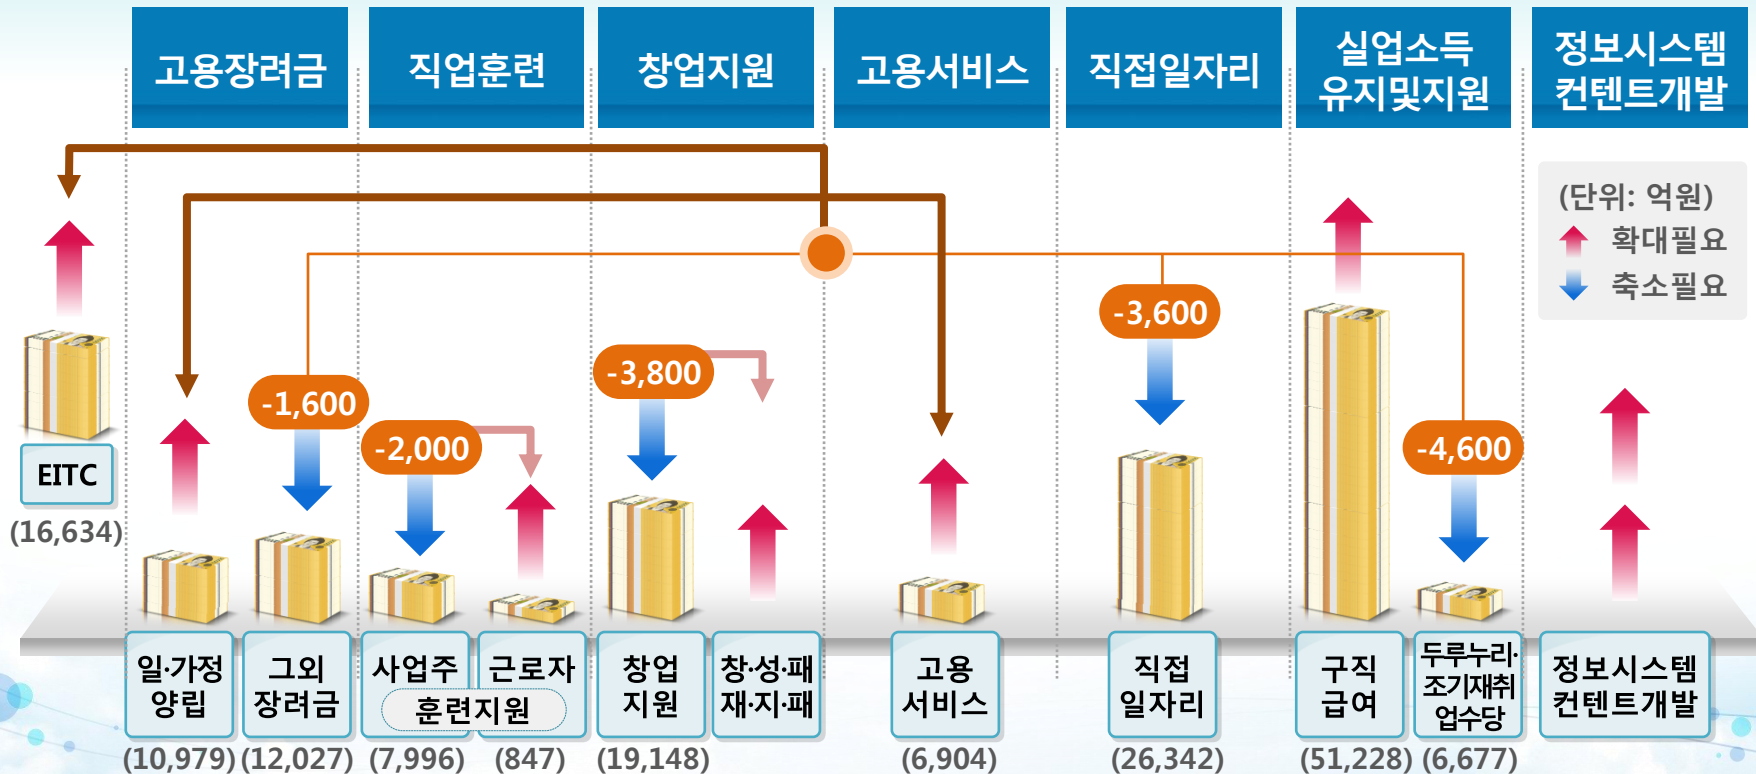 고용장려금
직업훈련
창업지원
고용서비스
직접일자리
실업소득
유지및지원
정보시스템
컨텐트개발
(단위: 억원)
확대필요
축소필요
-3,600
-3,800
-1,600
-2,000
-4,600
EITC
(16,634)
일·가정
양립
(10,979)
그외
장려금
(12,027)
사업주
근로자
훈련지원
(7,996)
(847)
창업
지원
(19,148)
창·성·패
재·지·패
고용
서비스
(6,904)
직접
일자리
(26,342)
구직
급여
(51,228)
두루누리·
조기재취
업수당
(6,677)
정보시스템
컨텐트개발